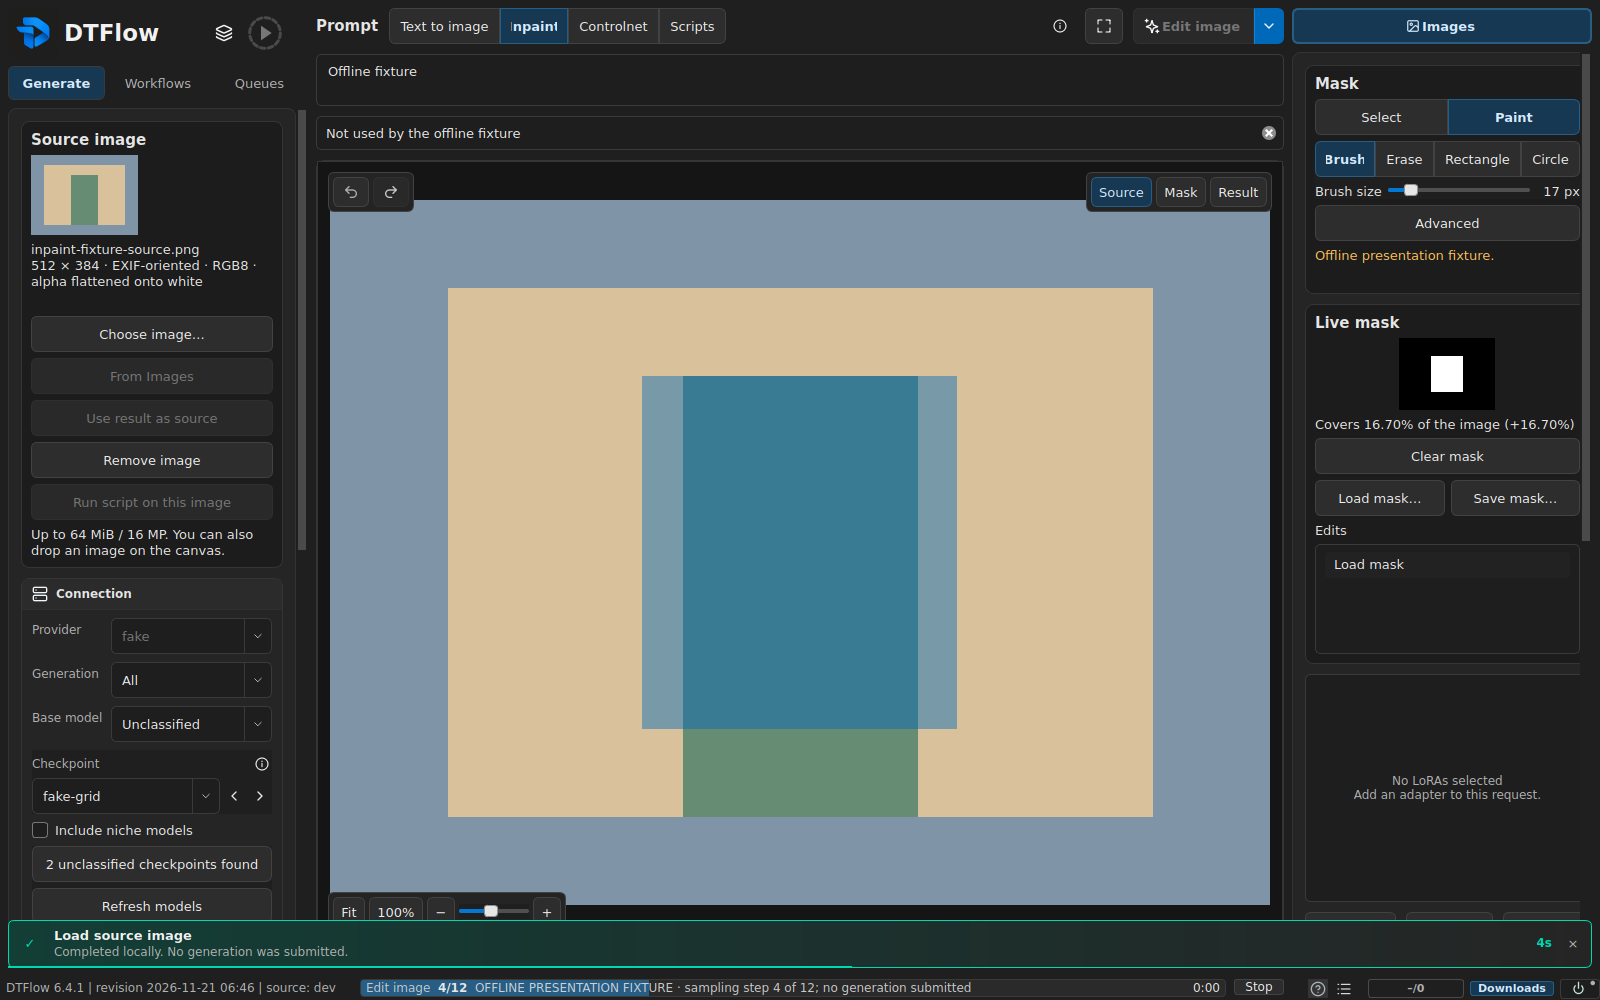 DTFlow
Prompt
Text to image
Inpaint
Controlnet
Scripts
Edit image
Images
Generate
Workflows
Queues
Offline fixture
Not used by the offline fixture
Source image
inpaint-fixture-source.png
512 × 384 · EXIF-oriented · RGB8 ·
alpha flattened onto white
Choose image...
From Images
Use result as source
Remove image
Run script on this image
Up to 64 MiB / 16 MP. You can also
drop an image on the canvas.
Connection
Provider
fake
Generation
All
Base model
Unclassified
Checkpoint
fake-grid
Include niche models
2 unclassified checkpoints found
Refresh models
Source
Mask
Result
Fit
100%
−
+
Mask
Select
Paint
Brush
Erase
Rectangle
Circle
Brush size
17 px
Advanced
Offline presentation fixture.
Live mask
Covers 16.70% of the image (+16.70%)
Clear mask
Load mask...
Save mask...
Edits
Load mask
No LoRAs selected
Add an adapter to this request.
Load source image
Completed locally. No generation was submitted.
4s
DTFlow 6.4.1 | revision 2026-11-21 06:46 | source: dev
Edit image 4/12 OFFLINE PRESENTATION FIXTURE · sampling step 4 of 12; no generation submitted
0:00
Stop
–/0
Downloads